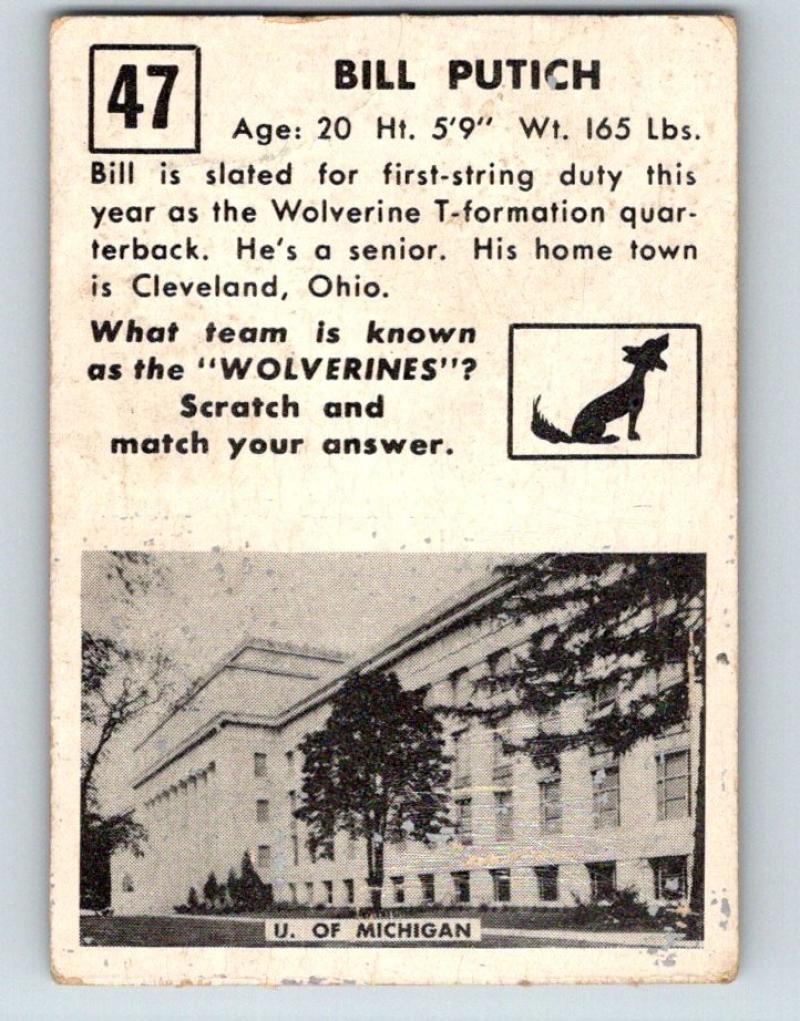 47
BILL PUTICH
Age: 20 Ht. 5'9" Wt. 165 Lbs.
Bill is slated for first-string duty this
year as the Wolverine T-formation quar-
terback. He's a senior. His home town
is Cleveland, Ohio.
What team is known
as the "WOLVERINES"?
Scratch and
match your answer.
U. OF MICHIGAN